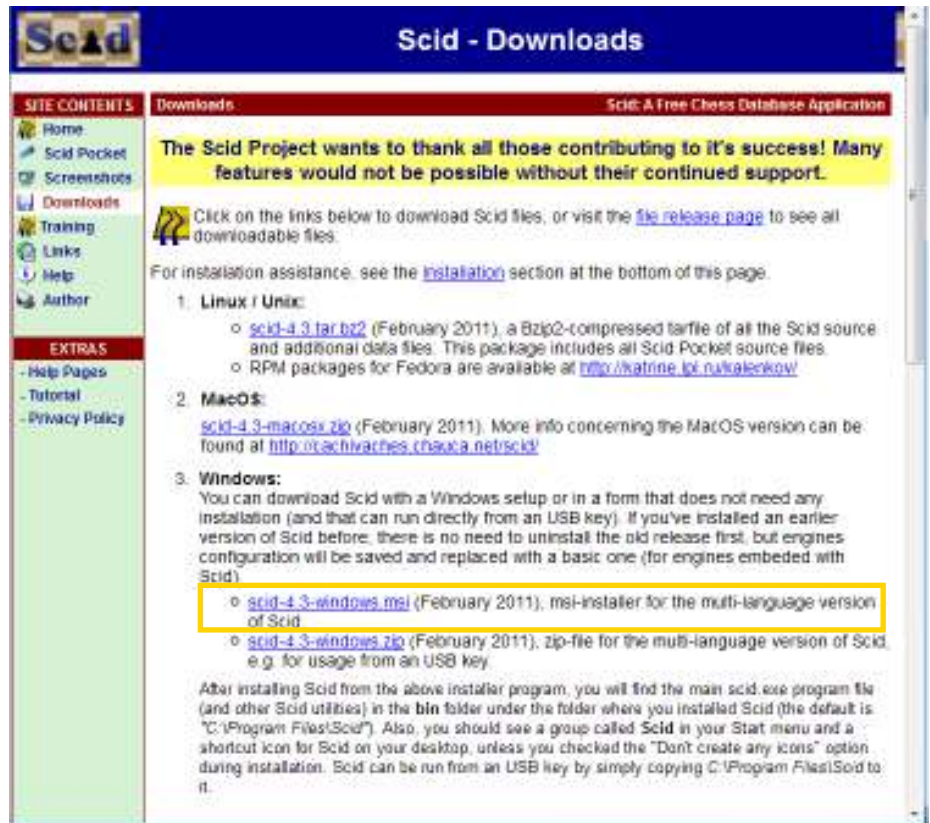 Scid
Scid - Downloads
SITE CONTENTS
Home
Scid Pocket
Screenshots
Downloads
Training
Links
Help
Author
EXTRAS
- Help Pages
- Tutorial
- Privacy Policy
Downloads
Scid: A Free Chess Database Application
The Scid Project wants to thank all those contributing to it's success! Many
features would not be possible without their continued support.
Click on the links below to download Scid files, or visit the file release page to see all
downloadable files.
For installation assistance, see the Installation section at the bottom of this page.
1. Linux / Unix:
scid-4.3.tar.bz2 (February 2011), a Bzip2-compressed tarfile of all the Scid source
and additional data files. This package includes all Scid Pocket source files.
RPM packages for Fedora are available at http://katrine.lpi.ru/kalenkov/
2. MacOS:
scid-4.3-macosx.zip (February 2011). More info concerning the MacOS version can be
found at http://cachivaches.chauca.net/scid/
3. Windows:
You can download Scid with a Windows setup or in a form that does not need any
installation (and that can run directly from an USB key). If you've installed an earlier
version of Scid before, there is no need to uninstall the old release first, but engines
configuration will be saved and replaced with a basic one (for engines embeded with
Scid)
scid-4.3-windows.msi (February 2011), msi-installer for the multi-language version
of Scid
scid-4.3-windows.zip (February 2011), zip-file for the multi-language version of Scid,
e.g. for usage from an USB key.
After installing Scid from the above installer program, you will find the main scid.exe program file
(and other Scid utilities) in the bin folder under the folder where you installed Scid (the default is
"C:\Program Files\Scid"). Also, you should see a group called Scid in your Start menu and a
shortcut icon for Scid on your desktop, unless you checked the "Don't create any icons" option
during installation. Scid can be run from an USB key by simply copying C:\Program Files\Scid to
it.